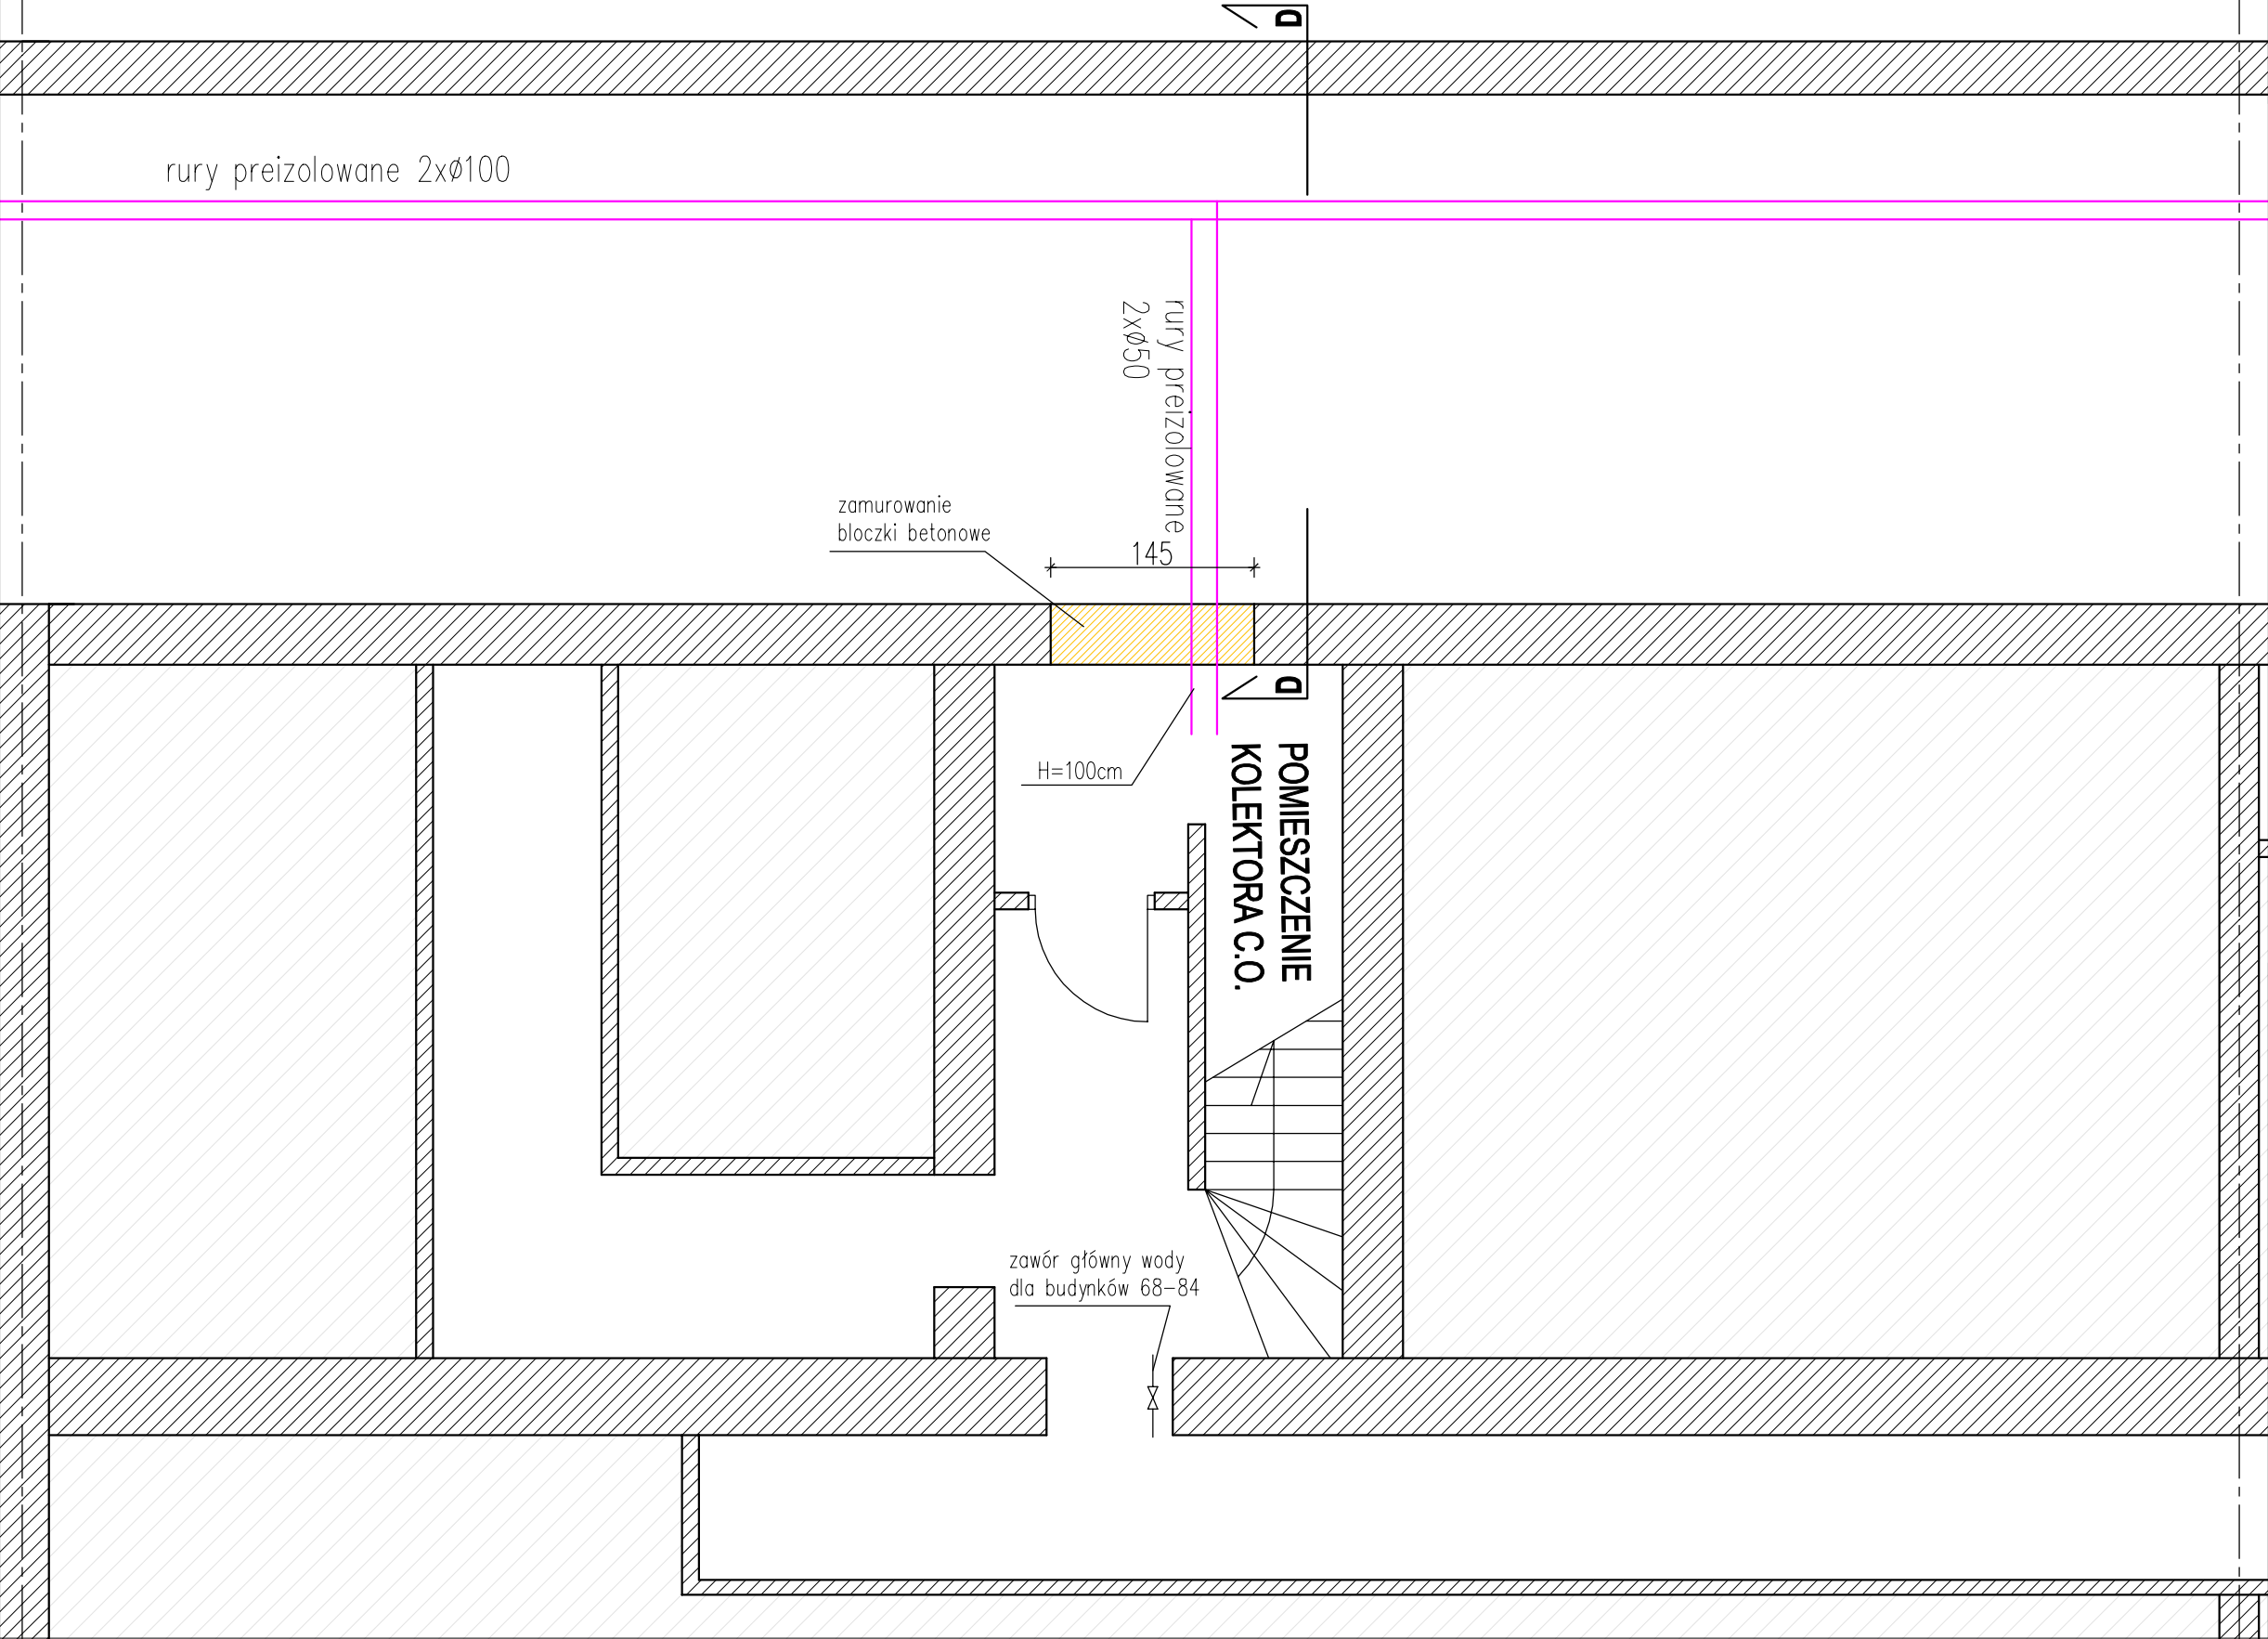 D
rury preizolowane 2xØ100
rury preizolowane
2xØ50
zamurowanie
bloczki betonowe
145
D
H=100cm
POMIESZCZENIE
KOLEKTORA C.O.
zawór główny wody
dla budynków 68-84